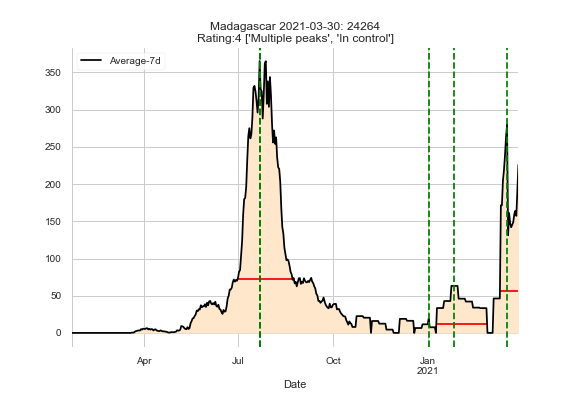 Madagascar 2021-03-30: 24264
Rating:4 ['Multiple peaks', 'In control']
Average-7d
350
300
250
200
150
100
50
0
Apr
Jul
Oct
Jan
2021
Date